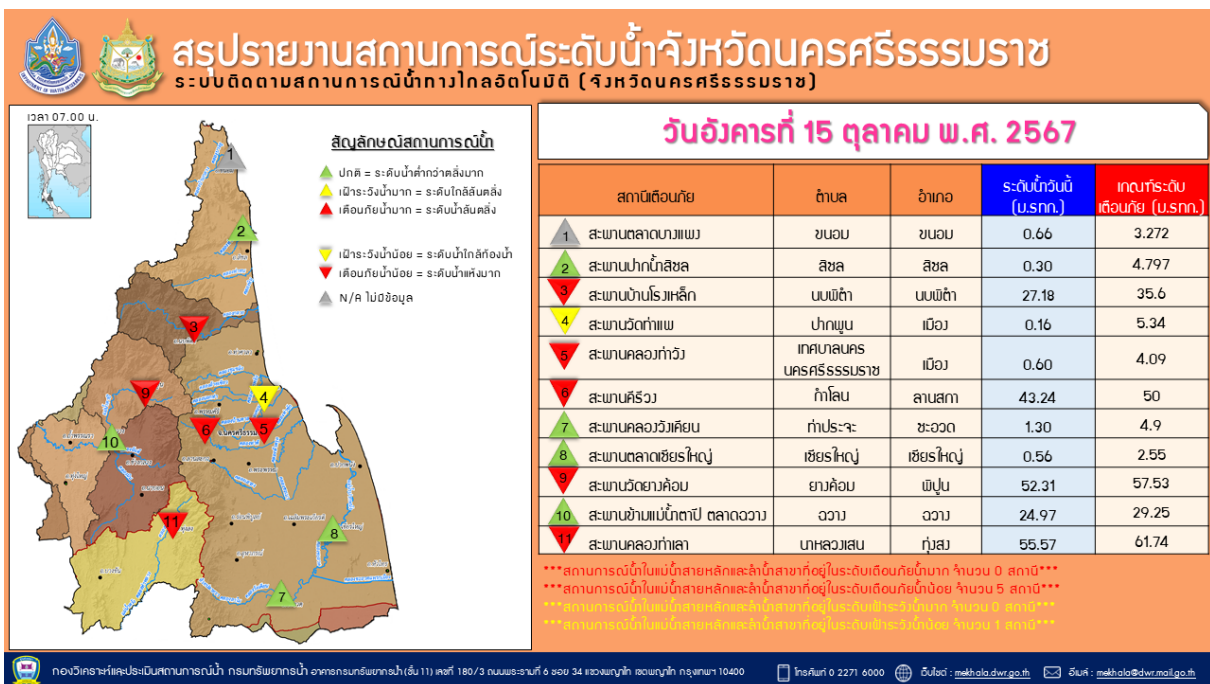 สรุปรายงานสถานการณ์ระดับน้ำจังหวัดนครศรีธรรมราช
ระบบติดตามสถานการณ์น้ำทางไกลอัตโนมัติ (จังหวัดนครศรีธรรมราช)
เวลา 07.00 น.
สัญลักษณ์สถานการณ์น้ำ
ปกติ = ระดับน้ำต่ำกว่าตลิ่งมาก
เฝ้าระวังน้ำมาก = ระดับใกล้ล้นตลิ่ง
เตือนภัยน้ำมาก = ระดับน้ำล้นตลิ่ง
เฝ้าระวังน้ำน้อย = ระดับน้ำใกล้ท้องน้ำ
เตือนภัยน้ำน้อย = ระดับน้ำแห้งมาก
N/A ไม่มีข้อมูล
1
2
3
9
4
6
5
10
11
8
7
วันอังคารที่ 15 ตุลาคม พ.ศ. 2567
สถานีเตือนภัย ตำบล อำเภอ ระดับน้ำวันนี้ (ม.รทก.) เกณฑ์ระดับเตือนภัย (ม.รทก.)
1 สะพานตลาดบางแพง ขนอม ขนอม 0.66 3.272
2 สะพานปากน้ำสิชล สิชล สิชล 0.30 4.797
3 สะพานบ้านโรงเหล็ก นบพิตำ นบพิตำ 27.18 35.6
4 สะพานวัดท่าแพ ปากพูน เมือง 0.16 5.34
5 สะพานคลองท่าวัง เทศบาลนครนครศรีธรรมราช เมือง 0.60 4.09
6 สะพานคีรีวง กำโลน ลานสกา 43.24 50
7 สะพานคลองวังเคียน ท่าประจะ ชะอวด 1.30 4.9
8 สะพานตลาดเชียรใหญ่ เชียรใหญ่ เชียรใหญ่ 0.56 2.55
9 สะพานวัดยางค้อม ยางค้อม พิปูน 52.31 57.53
10 สะพานข้ามแม่น้ำตาปี ตลาดฉวาง ฉวาง ฉวาง 24.97 29.25
11 สะพานคลองท่าเลา นาหลวงเสน ทุ่งสง 55.57 61.74
***สถานการณ์น้ำในแม่น้ำสายหลักและลำน้ำสาขาที่อยู่ในระดับเตือนภัยน้ำมาก จำนวน 0 สถานี***
***สถานการณ์น้ำในแม่น้ำสายหลักและลำน้ำสาขาที่อยู่ในระดับเตือนภัยน้ำน้อย จำนวน 5 สถานี***
***สถานการณ์น้ำในแม่น้ำสายหลักและลำน้ำสาขาที่อยู่ในระดับเฝ้าระวังน้ำมาก จำนวน 0 สถานี***
***สถานการณ์น้ำในแม่น้ำสายหลักและลำน้ำสาขาที่อยู่ในระดับเฝ้าระวังน้ำน้อย จำนวน 1 สถานี***
กองวิเคราะห์และประเมินสถานการณ์น้ำ กรมทรัพยากรน้ำ อาคารกรมทรัพยากรน้ำ (ชั้น 11) เลขที่ 180/3 ถนนพระรามที่ 6 ซอย 34 แขวงพญาไท เขตพญาไท กรุงเทพฯ 10400 โทรศัพท์ 0 2271 6000 เว็บไซต์ : mekhala.dwr.go.th อีเมล์ : mekhala@dwr.mail.go.th